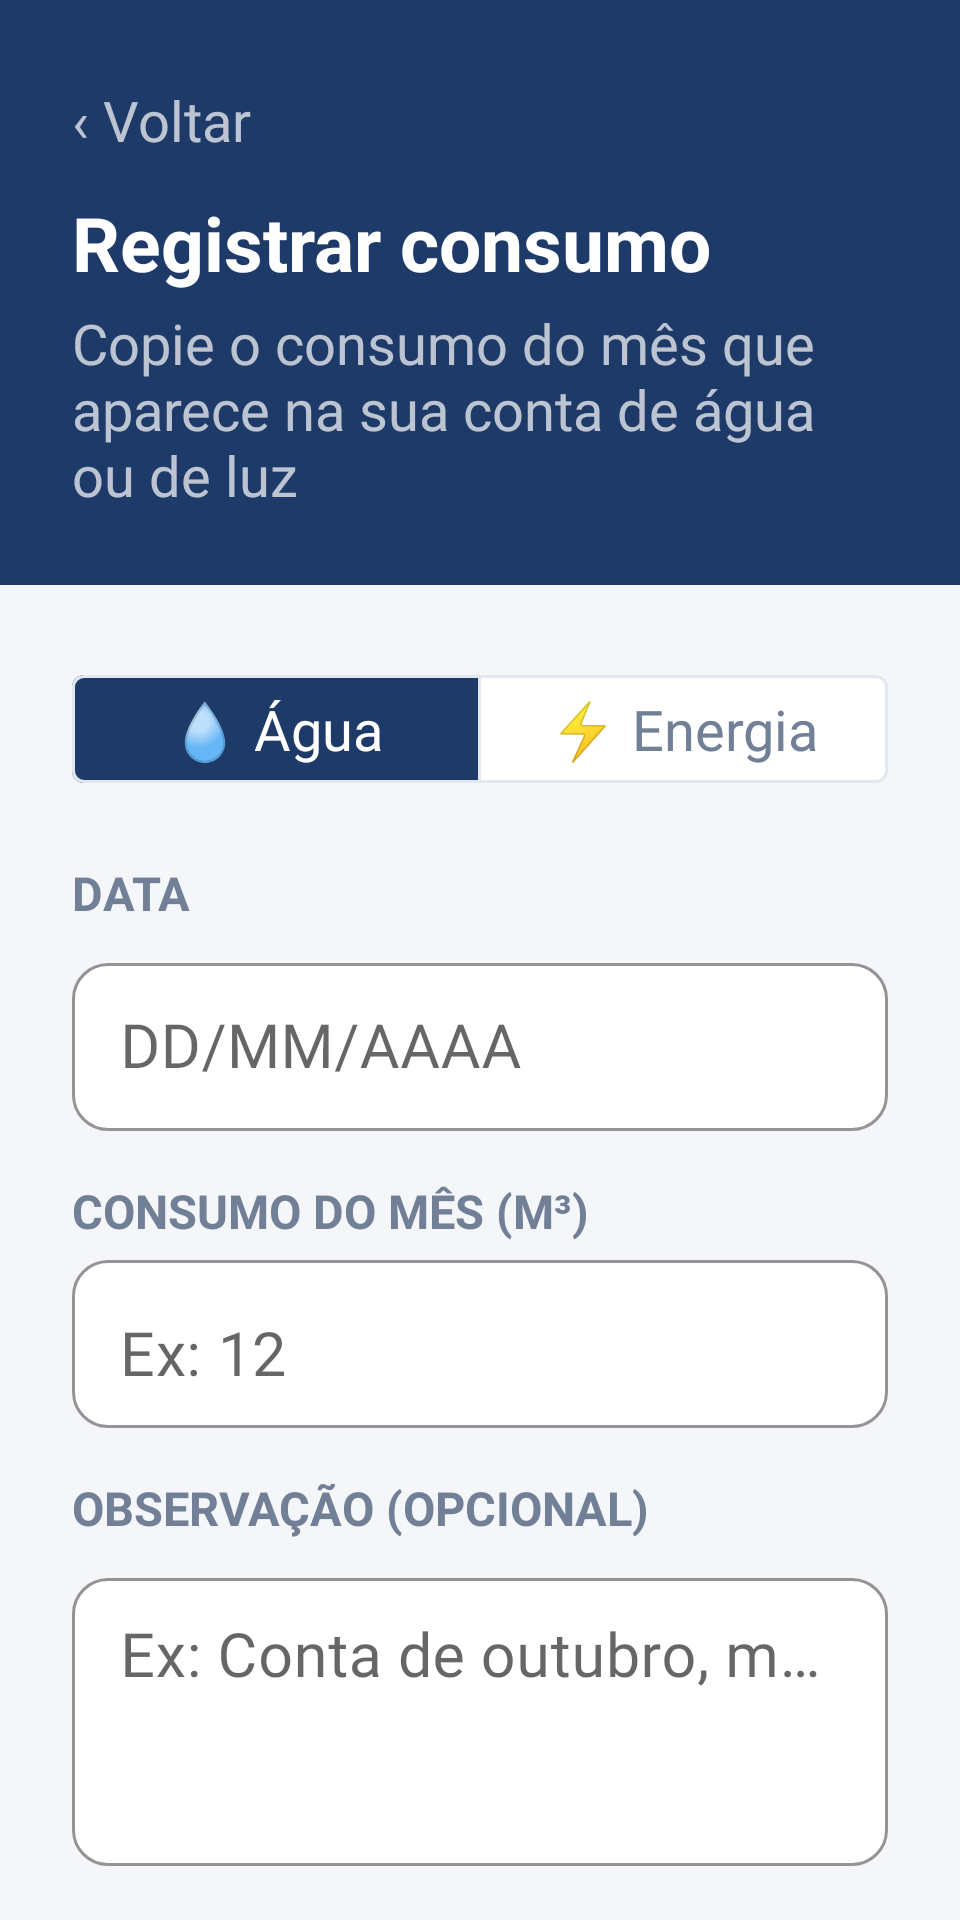 ‹ Voltar
Registrar consumo
Copie o consumo do mês que
aparece na sua conta de água
ou de luz
💧 Água
⚡ Energia
DATA
DD/MM/AAAA
CONSUMO DO MÊS (M³)
Ex: 12
OBSERVAÇÃO (OPCIONAL)
Ex: Conta de outubro, m…